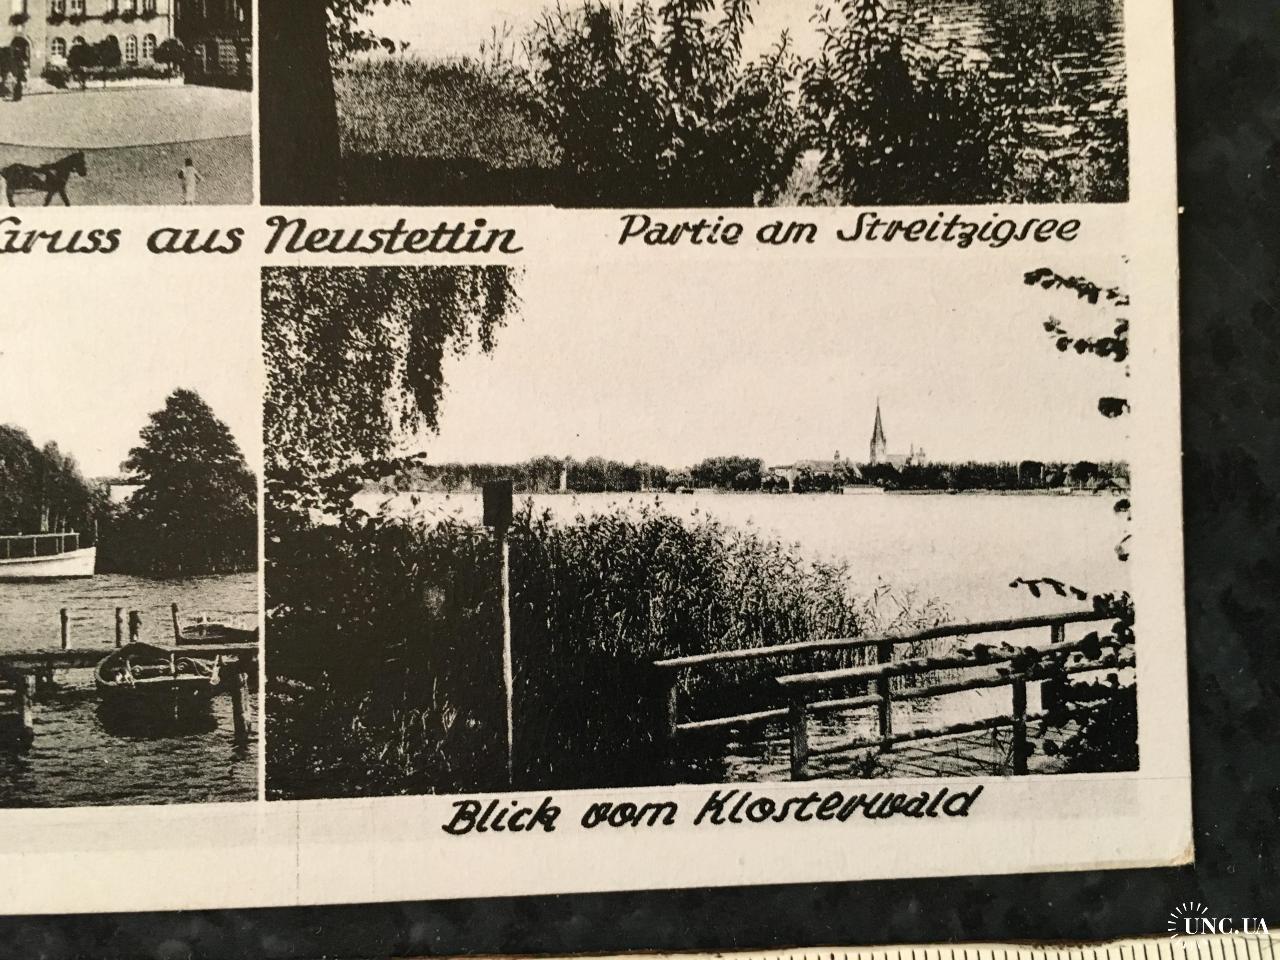 Gruss aus Neustettin
Partie am Streitzigsee
Blick vom Klosterwald
UNC.UA